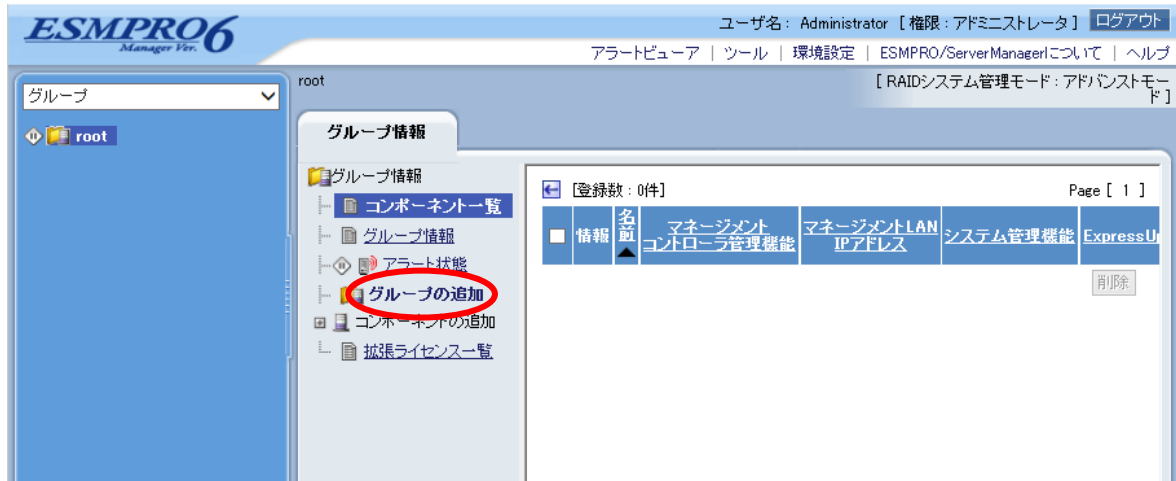 ESMPRO6
Manager Ver.
ユーザ名： Administrator [ 権限：アドミニストレータ ] ログアウト
アラートビューア | ツール | 環境設定 | ESMPRO/ServerManagerについて | ヘルプ
グループ
root
root
[ RAIDシステム管理モード：アドバンストモー
ド ]
グループ情報
グループ情報
コンポーネント一覧
グループ情報
アラート状態
グループの追加
コンポーネントの追加
拡張ライセンス一覧
[登録数：0件] Page [ 1 ]
情報 名前▲ マネージメント
コントローラ管理機能 マネージメントLAN
IPアドレス システム管理機能 ExpressU
削除